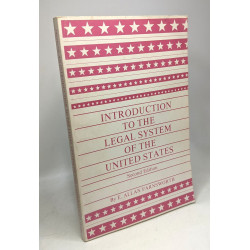 INTRODUCTION
TO THE
LEGAL SYSTEM
OF THE
UNITED STATES
Second Edition
By E. ALLAN FARNSWORTH